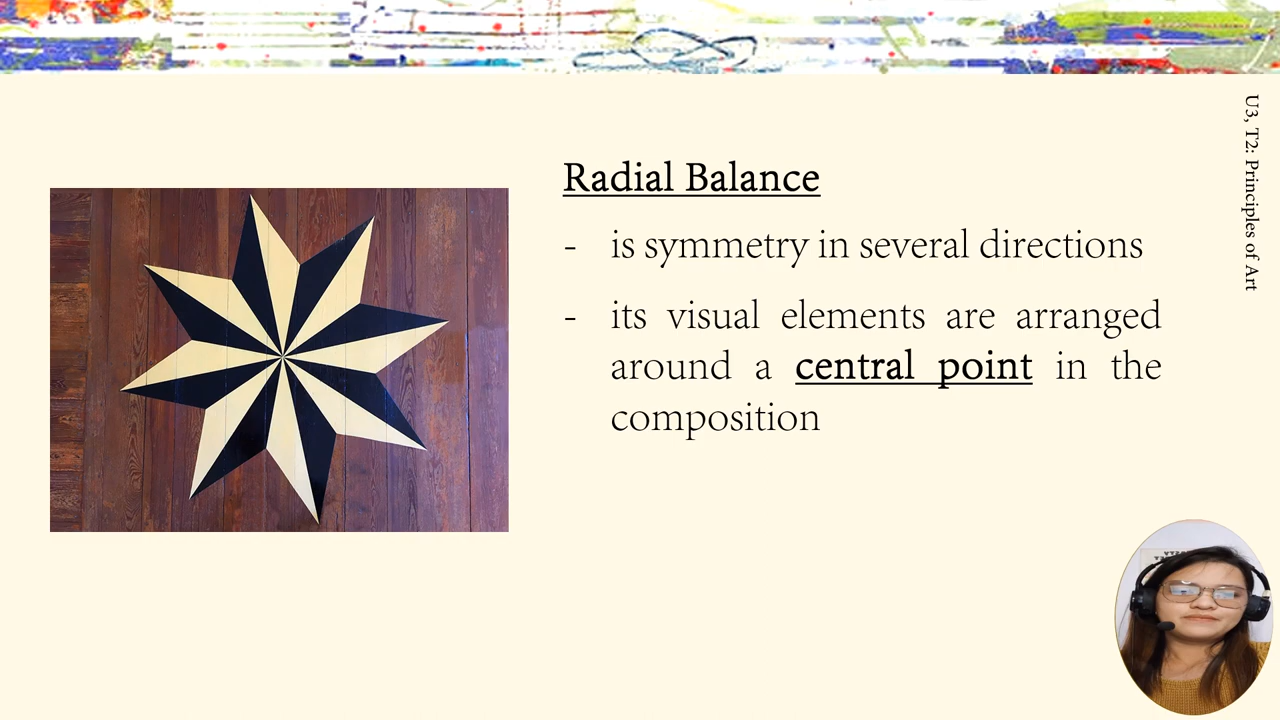 U3, T2: Principles of Art
Radial Balance
- is symmetry in several directions
- its visual elements are arranged
around a central point in the
composition